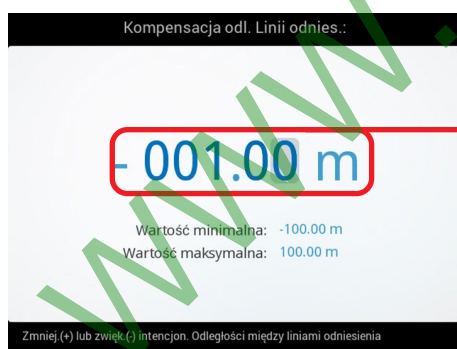 Kompensacja odl. Linii odnies.:
- 001.00 m
Wartość minimalna: -100.00 m
Wartość maksymalna: 100.00 m
Zmniej.(+) lub zwięk.(-) intencjon. Odległości między liniami odniesienia